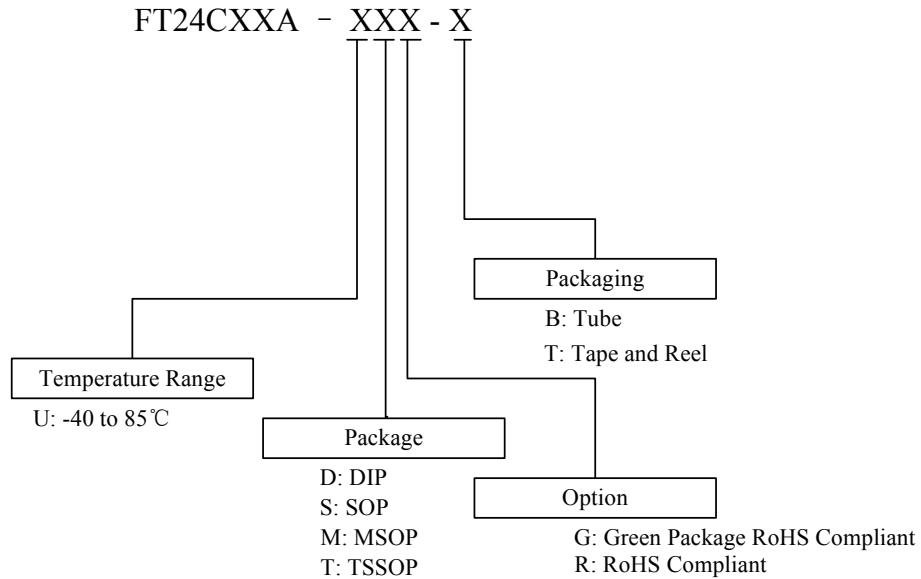 FT24CXXA - XXX - X
Packaging
B: Tube
T: Tape and Reel
Temperature Range
U: -40 to 85℃
Package
D: DIP
S: SOP
M: MSOP
T: TSSOP
Option
G: Green Package RoHS Compliant
R: RoHS Compliant